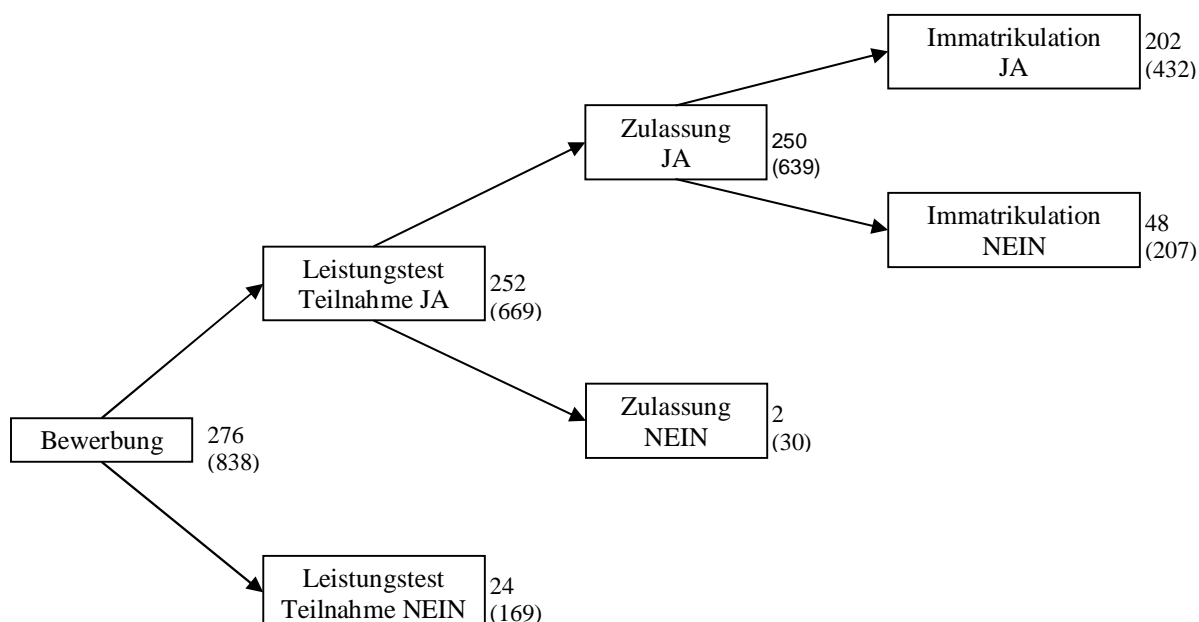 Immatrikulation
JA
202
(432)
Zulassung
JA
250
(639)
Immatrikulation
NEIN
48
(207)
Leistungstest
Teilnahme JA
252
(669)
Zulassung
NEIN
2
(30)
Bewerbung
276
(838)
Leistungstest
Teilnahme NEIN
24
(169)